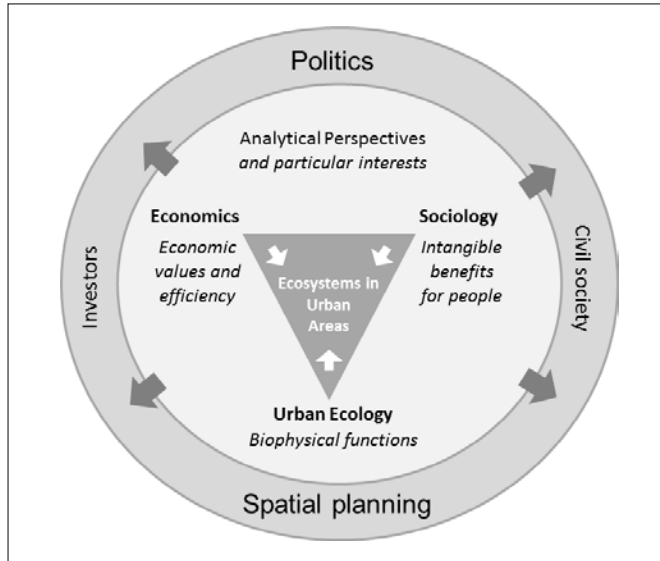 Politics
Analytical Perspectives
and particular interests
Economics
Economic
values and
efficiency
Sociology
Intangible
benefits
for people
Ecosystems in
Urban
Areas
Investors
Civil society
Urban Ecology
Biophysical functions
Spatial planning